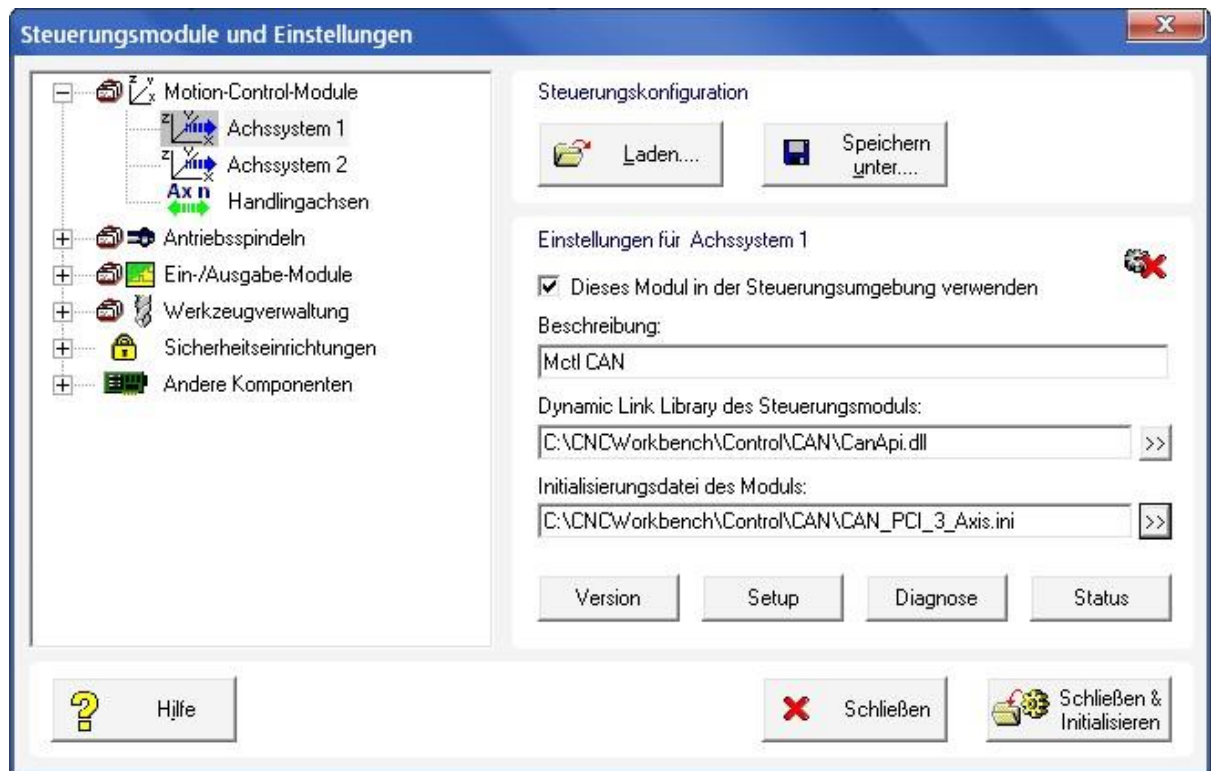 Steuerungsmodule und Einstellungen
Motion-Control-Module
Achssystem 1
Achssystem 2
Ax n
Handlingachsen
Antriebsspindeln
Ein-/Ausgabe-Module
Werkzeugverwaltung
Sicherheitseinrichtungen
Andere Komponenten
Steuerungskonfiguration
Laden....
Speichern
unter....
Einstellungen für Achssystem 1
Dieses Modul in der Steuerungsumgebung verwenden
Beschreibung:
Mctl CAN
Dynamic Link Library des Steuerungsmoduls:
C:\CNCWorkbench\Control\CAN\CanApi.dll
>>
Initialisierungsdatei des Moduls:
C:\CNCWorkbench\Control\CAN\CAN_PCI_3_Axis.ini
>>
Version
Setup
Diagnose
Status
Hilfe
Schließen
Schließen &
Initialisieren